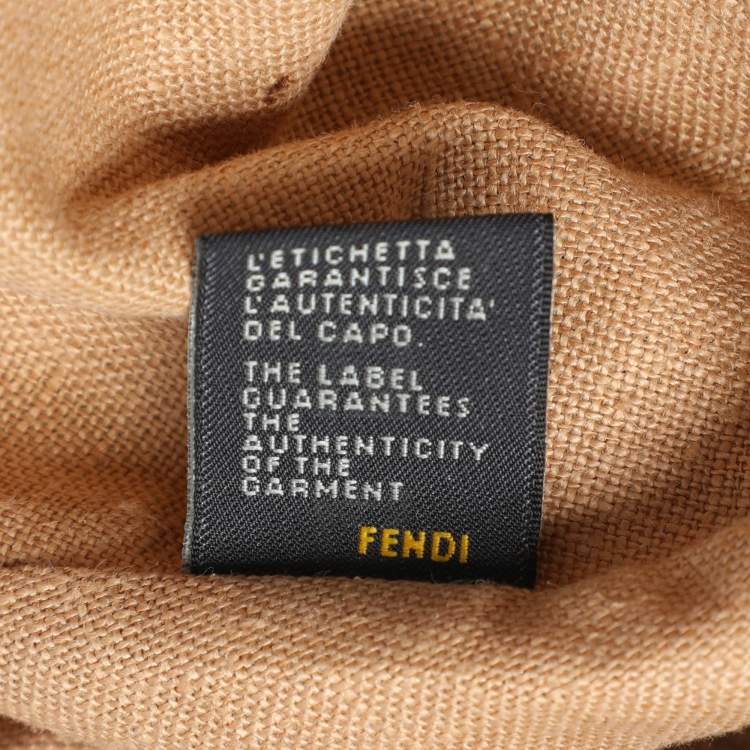 L'ETICHETTA
GARANTISCE
L'AUTENTICITA'
DEL CAPO.
THE LABEL
GUARANTEES
THE
AUTHENTICITY
OF THE
GARMENT
FENDI